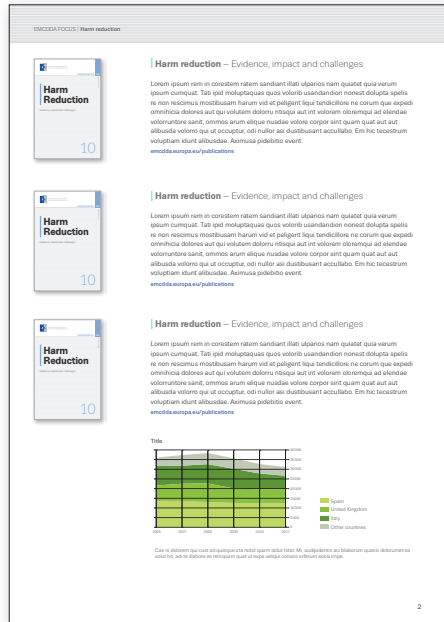 EMCDDA FOCUS | Harm reduction
Harm
Reduction
10
Harm reduction – Evidence, impact and challenges
Lorem ipsum rem in corestem ratem sandiant illati ulparios nam quiatet quia verum
ipsum cumquat. Tati ipid moluptaquas quos volorib usandandion nonest dolupta spelis
re non rescimus mostibusam harum vid et peligent liqui tendicillore ne corum que expedi
omnihicia dolores aut qui volutem dolorru ntisqui aut int volorem oloremqui ad elendae
volorruntore sanit, ommos arum elique nusdae volore corpor sint quam quat aut aut
alibusda volorro qui ut occuptur, odi nullor asi dustibusant accullabo. Em hic tecestrum
voluptiam idunt alibusdae. Aximusa pidebitio event.
emcdda.europa.eu/publications
Harm
Reduction
10
Harm reduction – Evidence, impact and challenges
Lorem ipsum rem in corestem ratem sandiant illati ulparios nam quiatet quia verum
ipsum cumquat. Tati ipid moluptaquas quos volorib usandandion nonest dolupta spelis
re non rescimus mostibusam harum vid et peligent liqui tendicillore ne corum que expedi
omnihicia dolores aut qui volutem dolorru ntisqui aut int volorem oloremqui ad elendae
volorruntore sanit, ommos arum elique nusdae volore corpor sint quam quat aut aut
alibusda volorro qui ut occuptur, odi nullor asi dustibusant accullabo. Em hic tecestrum
voluptiam idunt alibusdae. Aximusa pidebitio event.
emcdda.europa.eu/publications
Harm
Reduction
10
Harm reduction – Evidence, impact and challenges
Lorem ipsum rem in corestem ratem sandiant illati ulparios nam quiatet quia verum
ipsum cumquat. Tati ipid moluptaquas quos volorib usandandion nonest dolupta spelis
re non rescimus mostibusam harum vid et peligent liqui tendicillore ne corum que expedi
omnihicia dolores aut qui volutem dolorru ntisqui aut int volorem oloremqui ad elendae
volorruntore sanit, ommos arum elique nusdae volore corpor sint quam quat aut aut
alibusda volorro qui ut occuptur, odi nullor asi dustibusant accullabo. Em hic tecestrum
voluptiam idunt alibusdae. Aximusa pidebitio event.
emcdda.europa.eu/publications
Title
Spain
United Kingdom
Italy
Other countries
2